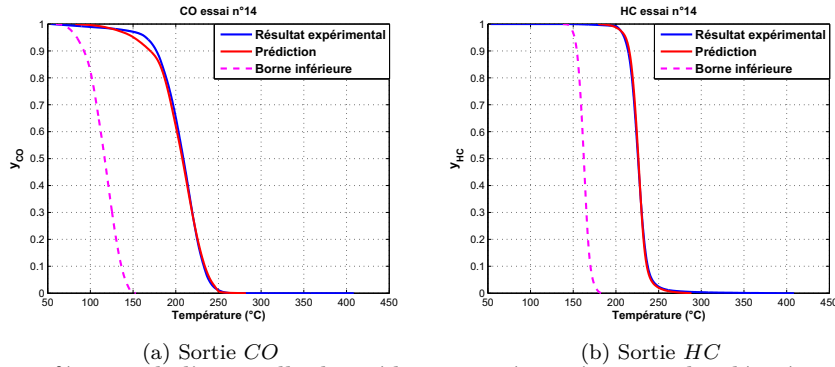 CO essai n°14
Résultat expérimental
Prédiction
Borne inférieure
1
0.9
0.8
0.7
0.6
0.5
0.4
0.3
0.2
0.1
0
y_CO
50 100 150 200 250 300 350 400 450
Température (°C)
(a) Sortie CO
HC essai n°14
Résultat expérimental
Prédiction
Borne inférieure
1
0.9
0.8
0.7
0.6
0.5
0.4
0.3
0.2
0.1
0
y_HC
50 100 150 200 250 300 350 400 450
Température (°C)
(b) Sortie HC